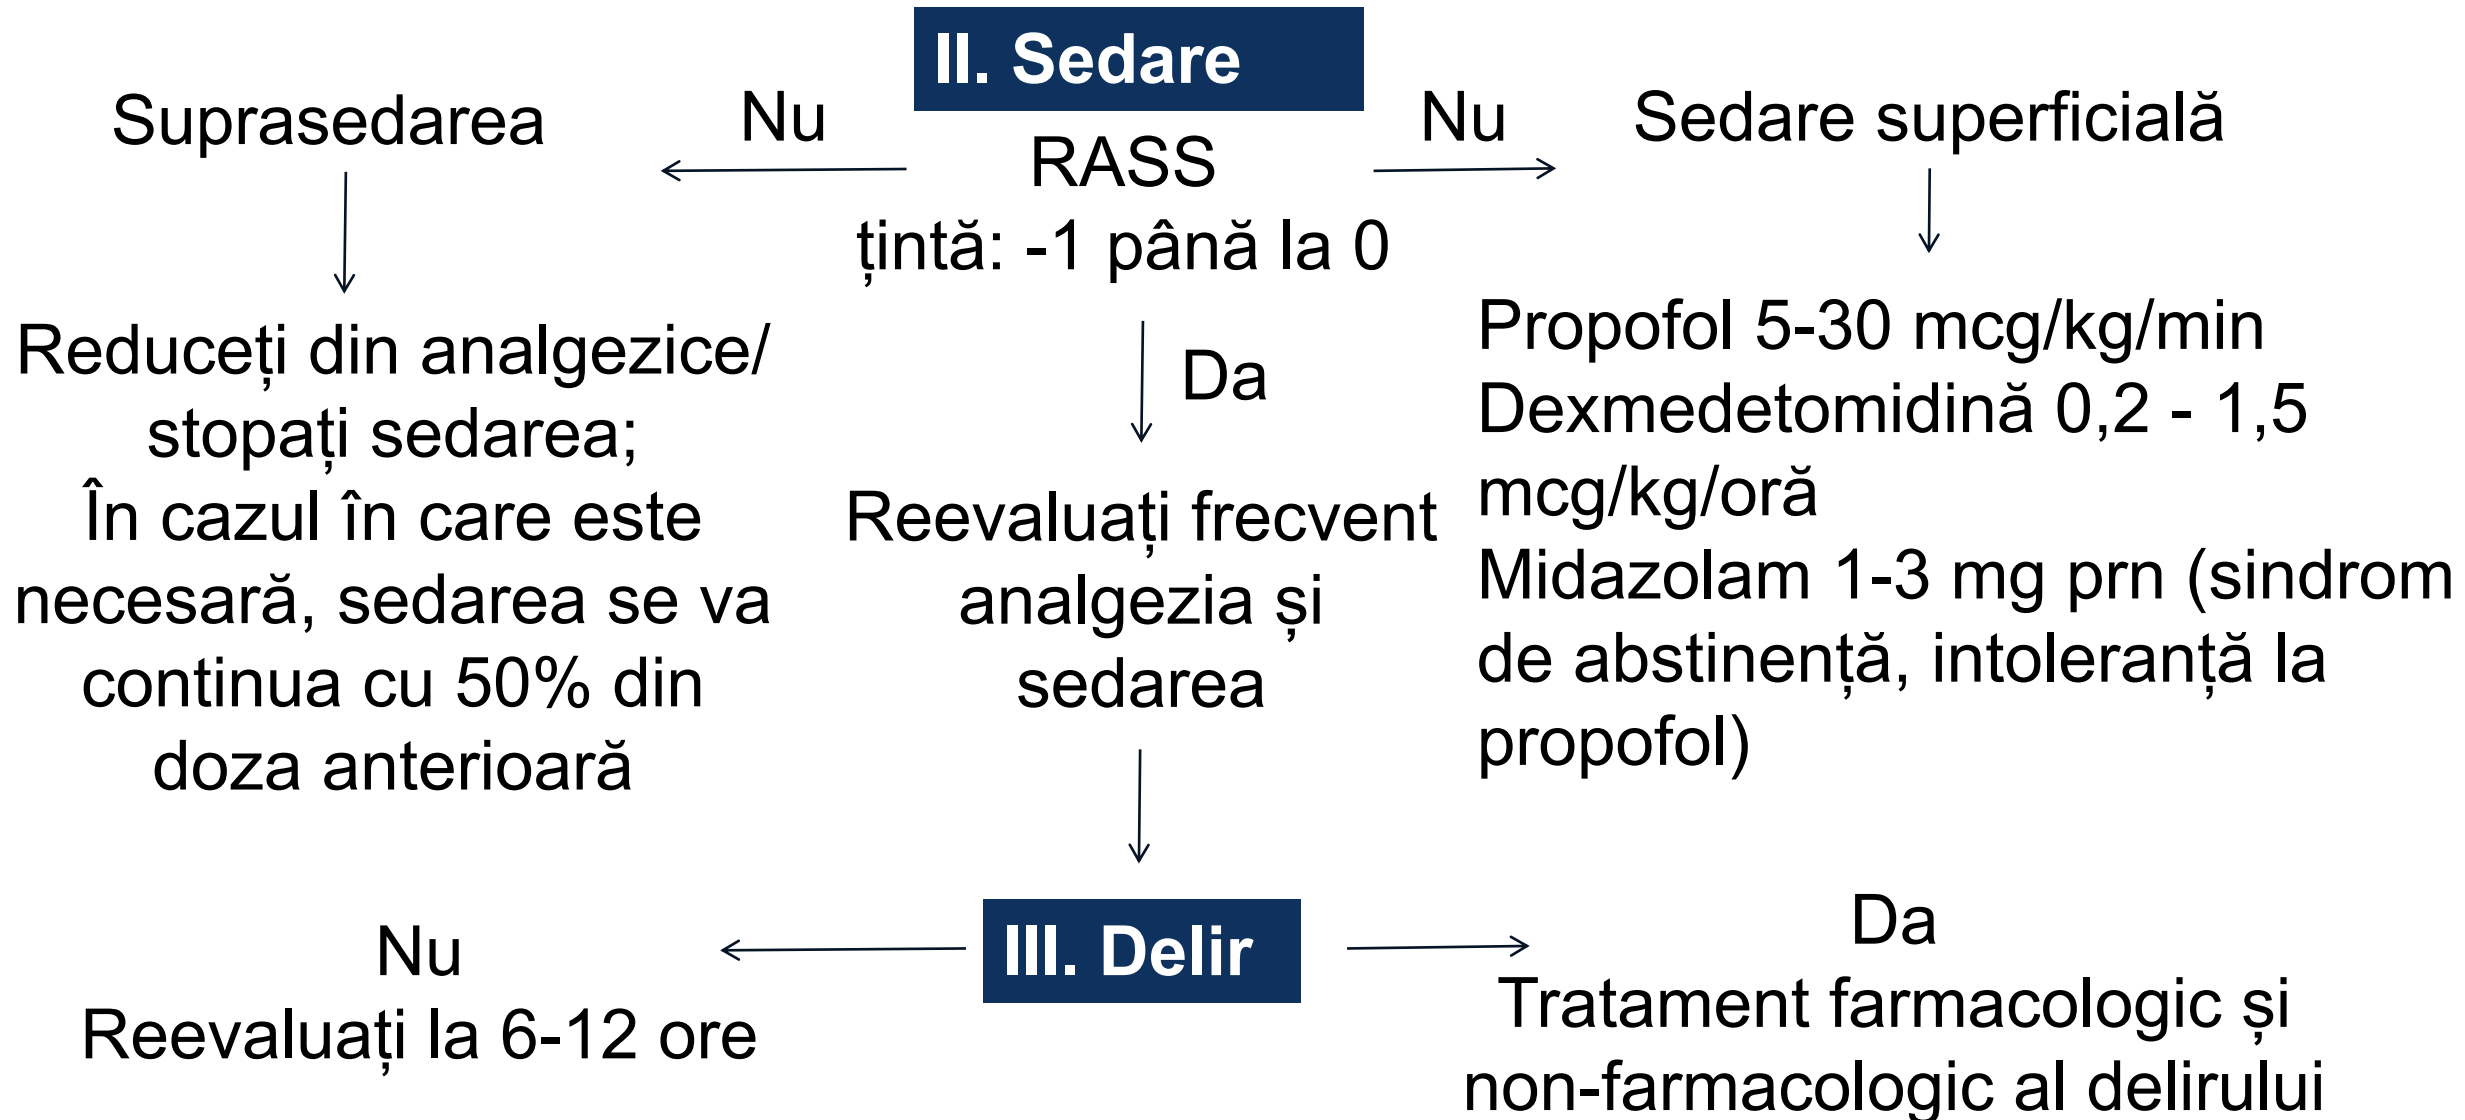 II. Sedare
Suprasedarea
Nu
RASS
țintă: -1 până la 0
Nu
Sedare superficială
Reduceți din analgezice/
stopați sedarea;
În cazul în care este
necesară, sedarea se va
continua cu 50% din
doza anterioară
Da
Reevaluați frecvent
analgezia și
sedarea
Propofol 5-30 mcg/kg/min
Dexmedetomidină 0,2 - 1,5
mcg/kg/oră
Midazolam 1-3 mg prn (sindrom
de abstinență, intoleranță la
propofol)
III. Delir
Nu
Reevaluați la 6-12 ore
Da
Tratament farmacologic și
non-farmacologic al delirului